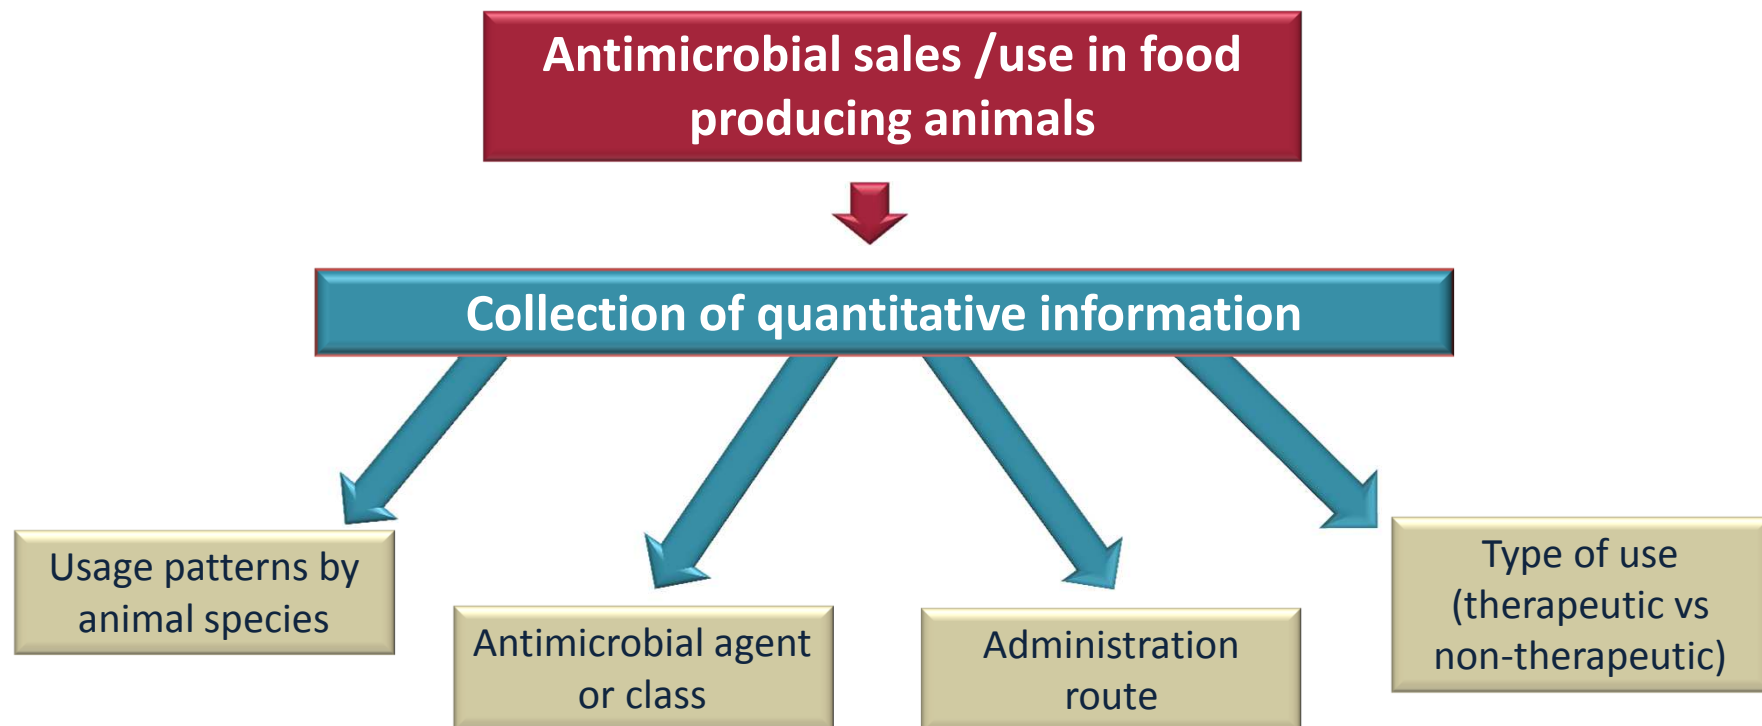 Antimicrobial sales /use in food
producing animals
Collection of quantitative information
Usage patterns by
animal species
Antimicrobial agent
or class
Administration
route
Type of use
(therapeutic vs
non-therapeutic)